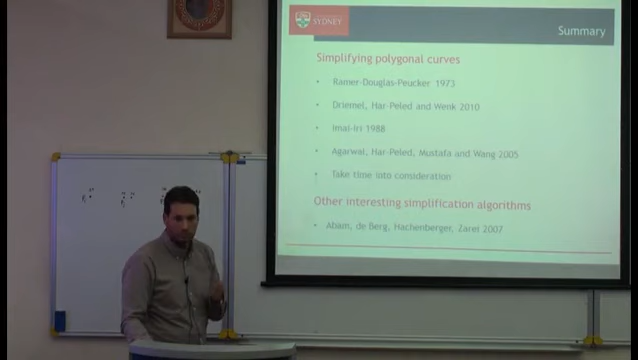 SYDNEY
Summary
Simplifying polygonal curves
• Ramer-Douglas-Peucker 1973
• Driemel, Har-Peled and Wenk 2010
• Imai-Iri 1988
• Agarwal, Har-Peled, Mustafa and Wang 2005
• Take time into consideration
Other interesting simplification algorithms
• Abam, de Berg, Hachenberger, Zarei 2007